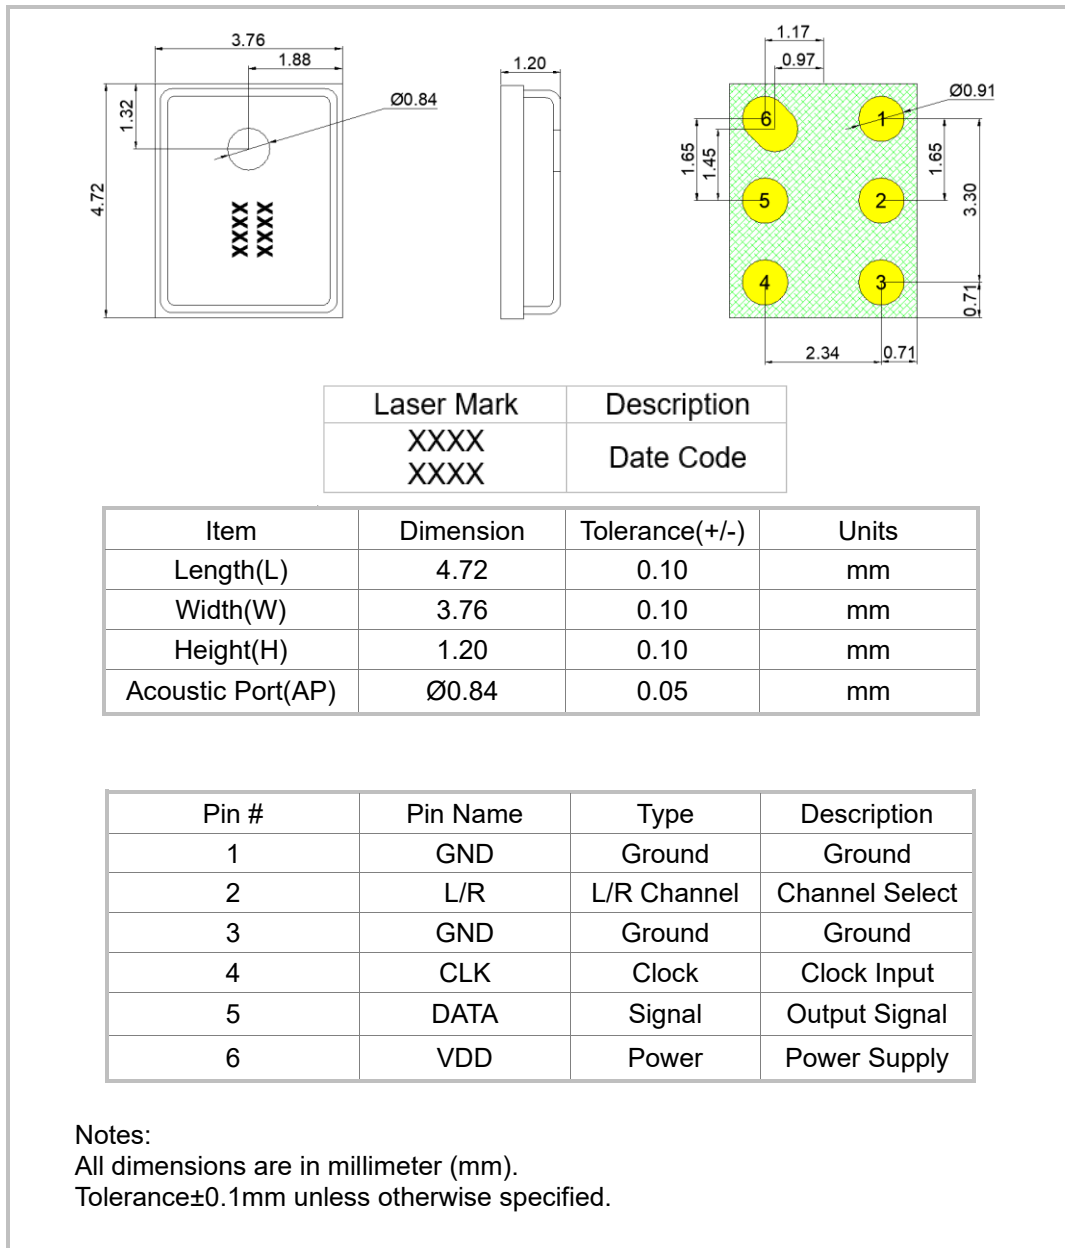 3.76
1.88
1.32
Ø0.84
4.72
XXXX
XXXX
1.20
1.17
0.97
Ø0.91
6
1
1.65
1.45
1.65
3.30
5
2
4
3
0.71
2.34
0.71
Laser Mark Description
XXXX
XXXX
Date Code
Item Dimension Tolerance(+/-) Units
Length(L) 4.72 0.10 mm
Width(W) 3.76 0.10 mm
Height(H) 1.20 0.10 mm
Acoustic Port(AP) Ø0.84 0.05 mm
Pin # Pin Name Type Description
1 GND Ground Ground
2 L/R L/R Channel Channel Select
3 GND Ground Ground
4 CLK Clock Clock Input
5 DATA Signal Output Signal
6 VDD Power Power Supply
Notes:
All dimensions are in millimeter (mm).
Tolerance±0.1mm unless otherwise specified.